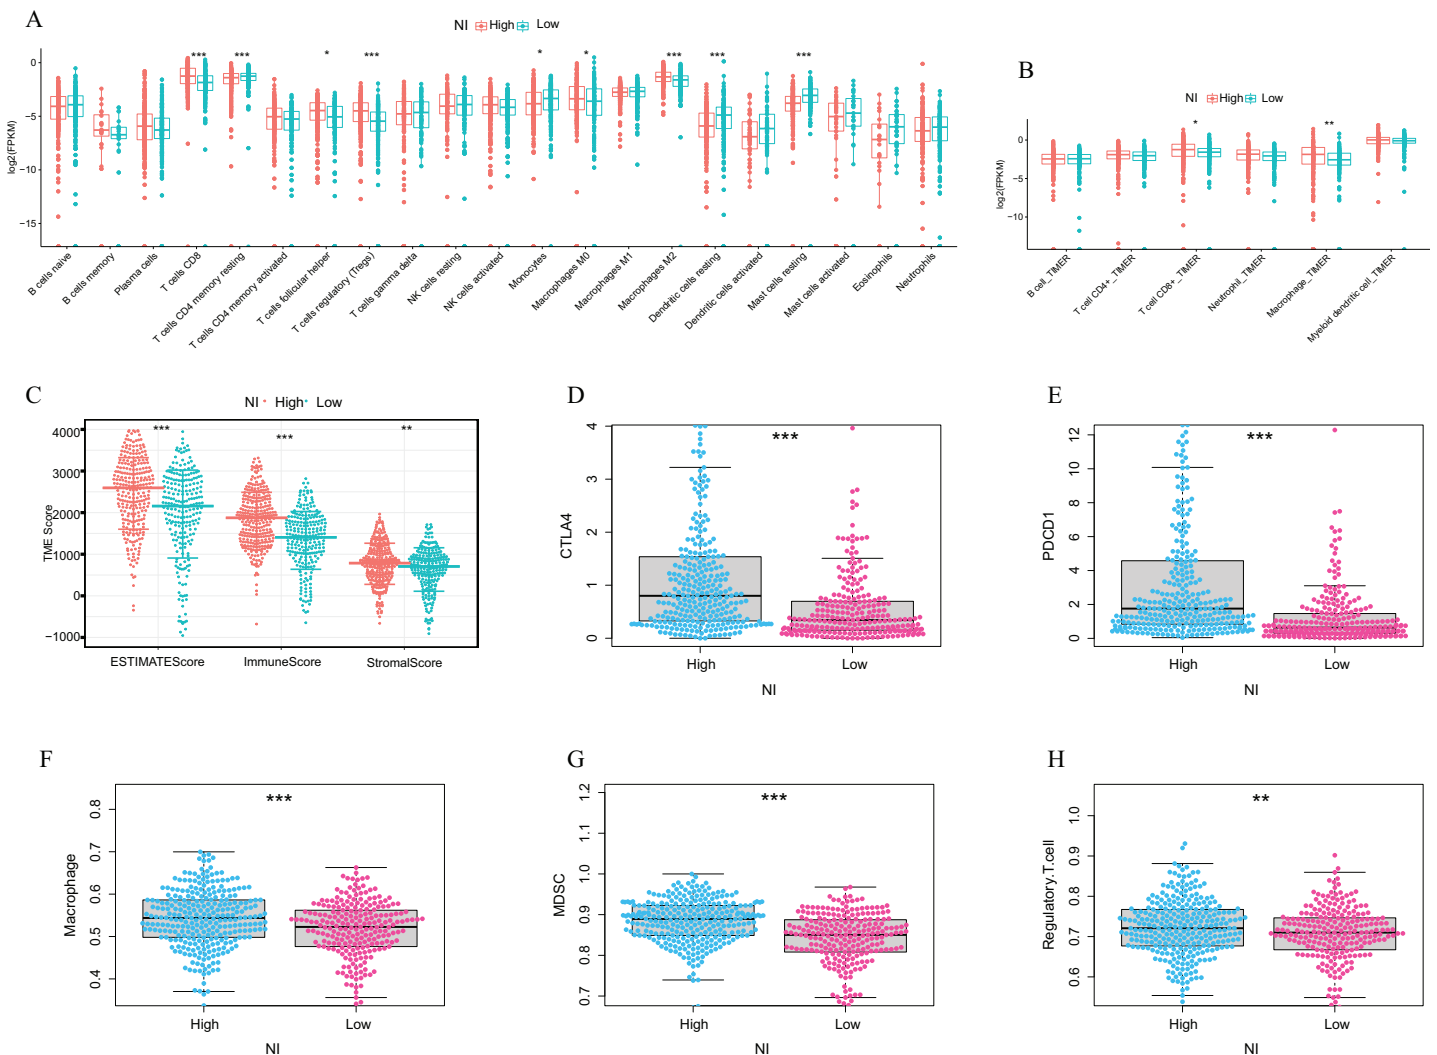 A
NI High Low
log2(FPKM)
0
−5
−10
−15
*** *** * *** * * *** *** ***
B cells naive
B cells memory
Plasma cells
T cells CD8
T cells CD4 memory resting
T cells CD4 memory activated
T cells follicular helper
T cells regulatory (Tregs)
T cells gamma delta
NK cells resting
NK cells activated
Monocytes
Macrophages M0
Macrophages M1
Macrophages M2
Dendritic cells resting
Dendritic cells activated
Mast cells resting
Mast cells activated
Eosinophils
Neutrophils
B
NI High Low
log2(FPKM)
0
−5
−10
* **
B cell_TIMER
T cell CD4+_TIMER
T cell CD8+_TIMER
Neutrophil_TIMER
Macrophage_TIMER
Myeloid dendritic cell_TIMER
C
NI High Low
TME Score
4000
3000
2000
1000
0
−1000
*** *** **
ESTIMATEScore ImmuneScore StromalScore
D
CTLA4
4
3
2
1
0
***
High Low
NI
E
PDCD1
12
10
8
6
4
2
0
***
High Low
NI
F
Macrophage
0.8
0.7
0.6
0.5
0.4
***
High Low
NI
G
MDSC
1.2
1.1
1.0
0.9
0.8
0.7
***
High Low
NI
H
Regulatory.T.cell
1.0
0.9
0.8
0.7
0.6
**
High Low
NI